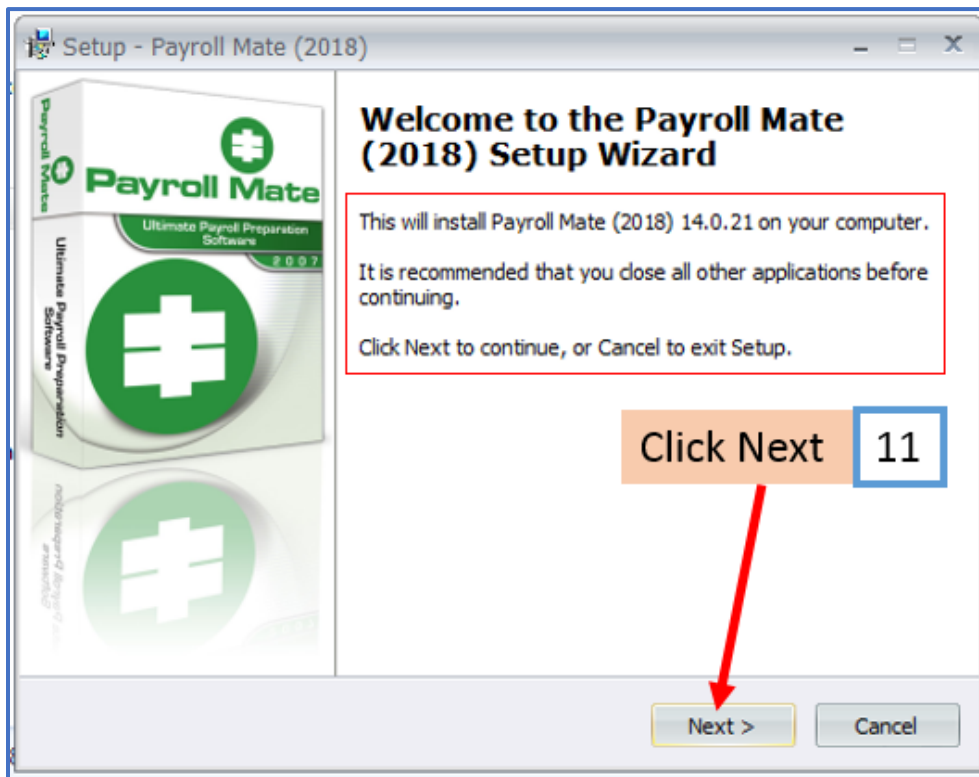 Setup - Payroll Mate (2018)
Payroll Mate
Ultimate Payroll Preparation
Software
Payroll Mate
Ultimate Payroll Preparation
Software
2007
Welcome to the Payroll Mate
(2018) Setup Wizard
This will install Payroll Mate (2018) 14.0.21 on your computer.
It is recommended that you close all other applications before
continuing.
Click Next to continue, or Cancel to exit Setup.
Click Next 11
Next >
Cancel